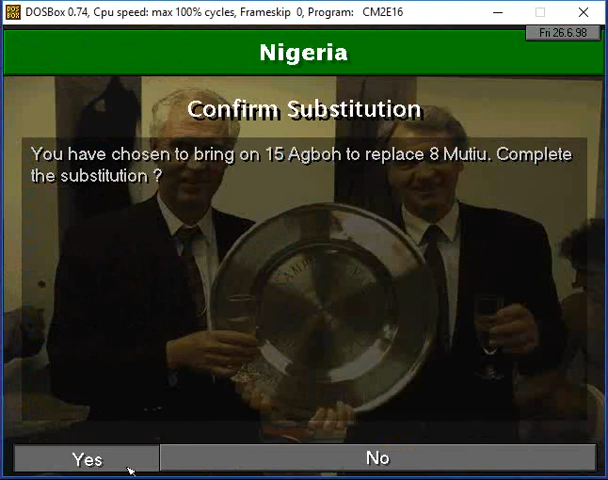 DOSBox 0.74, Cpu speed: max 100% cycles, Frameskip 0, Program: CM2E16
Fri 26.6.98
Nigeria
Confirm Substitution
You have chosen to bring on 15 Agboh to replace 8 Mutiu. Complete
the substitution ?
Yes
No